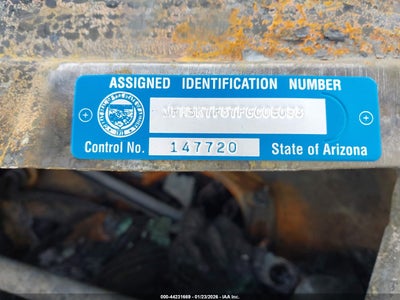 ASSIGNED IDENTIFICATION NUMBER
Control No. 147720 State of Arizona
000-44231669 - 01/23/2026 - IAA Inc.